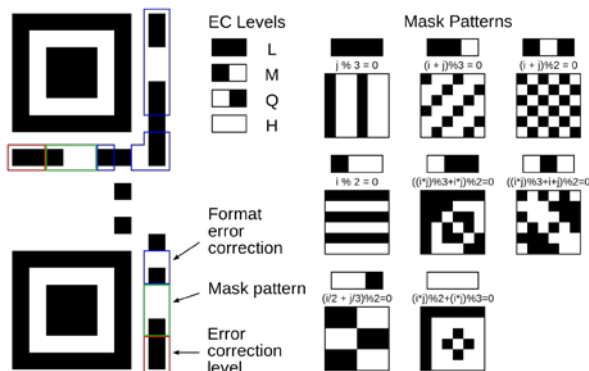 EC Levels
L
M
Q
H
Mask Patterns
j % 3 = 0
(i + j)%3 = 0
(i + j)%2 = 0
i % 2 = 0
((i*j)%3+i*j)%2=0
((i*j)%3+i+j)%2=0
(i/2 + j/3)%2=0
(i*j)%2+(i*j)%3=0
Format
error
correction
Mask pattern
Error
correction
level